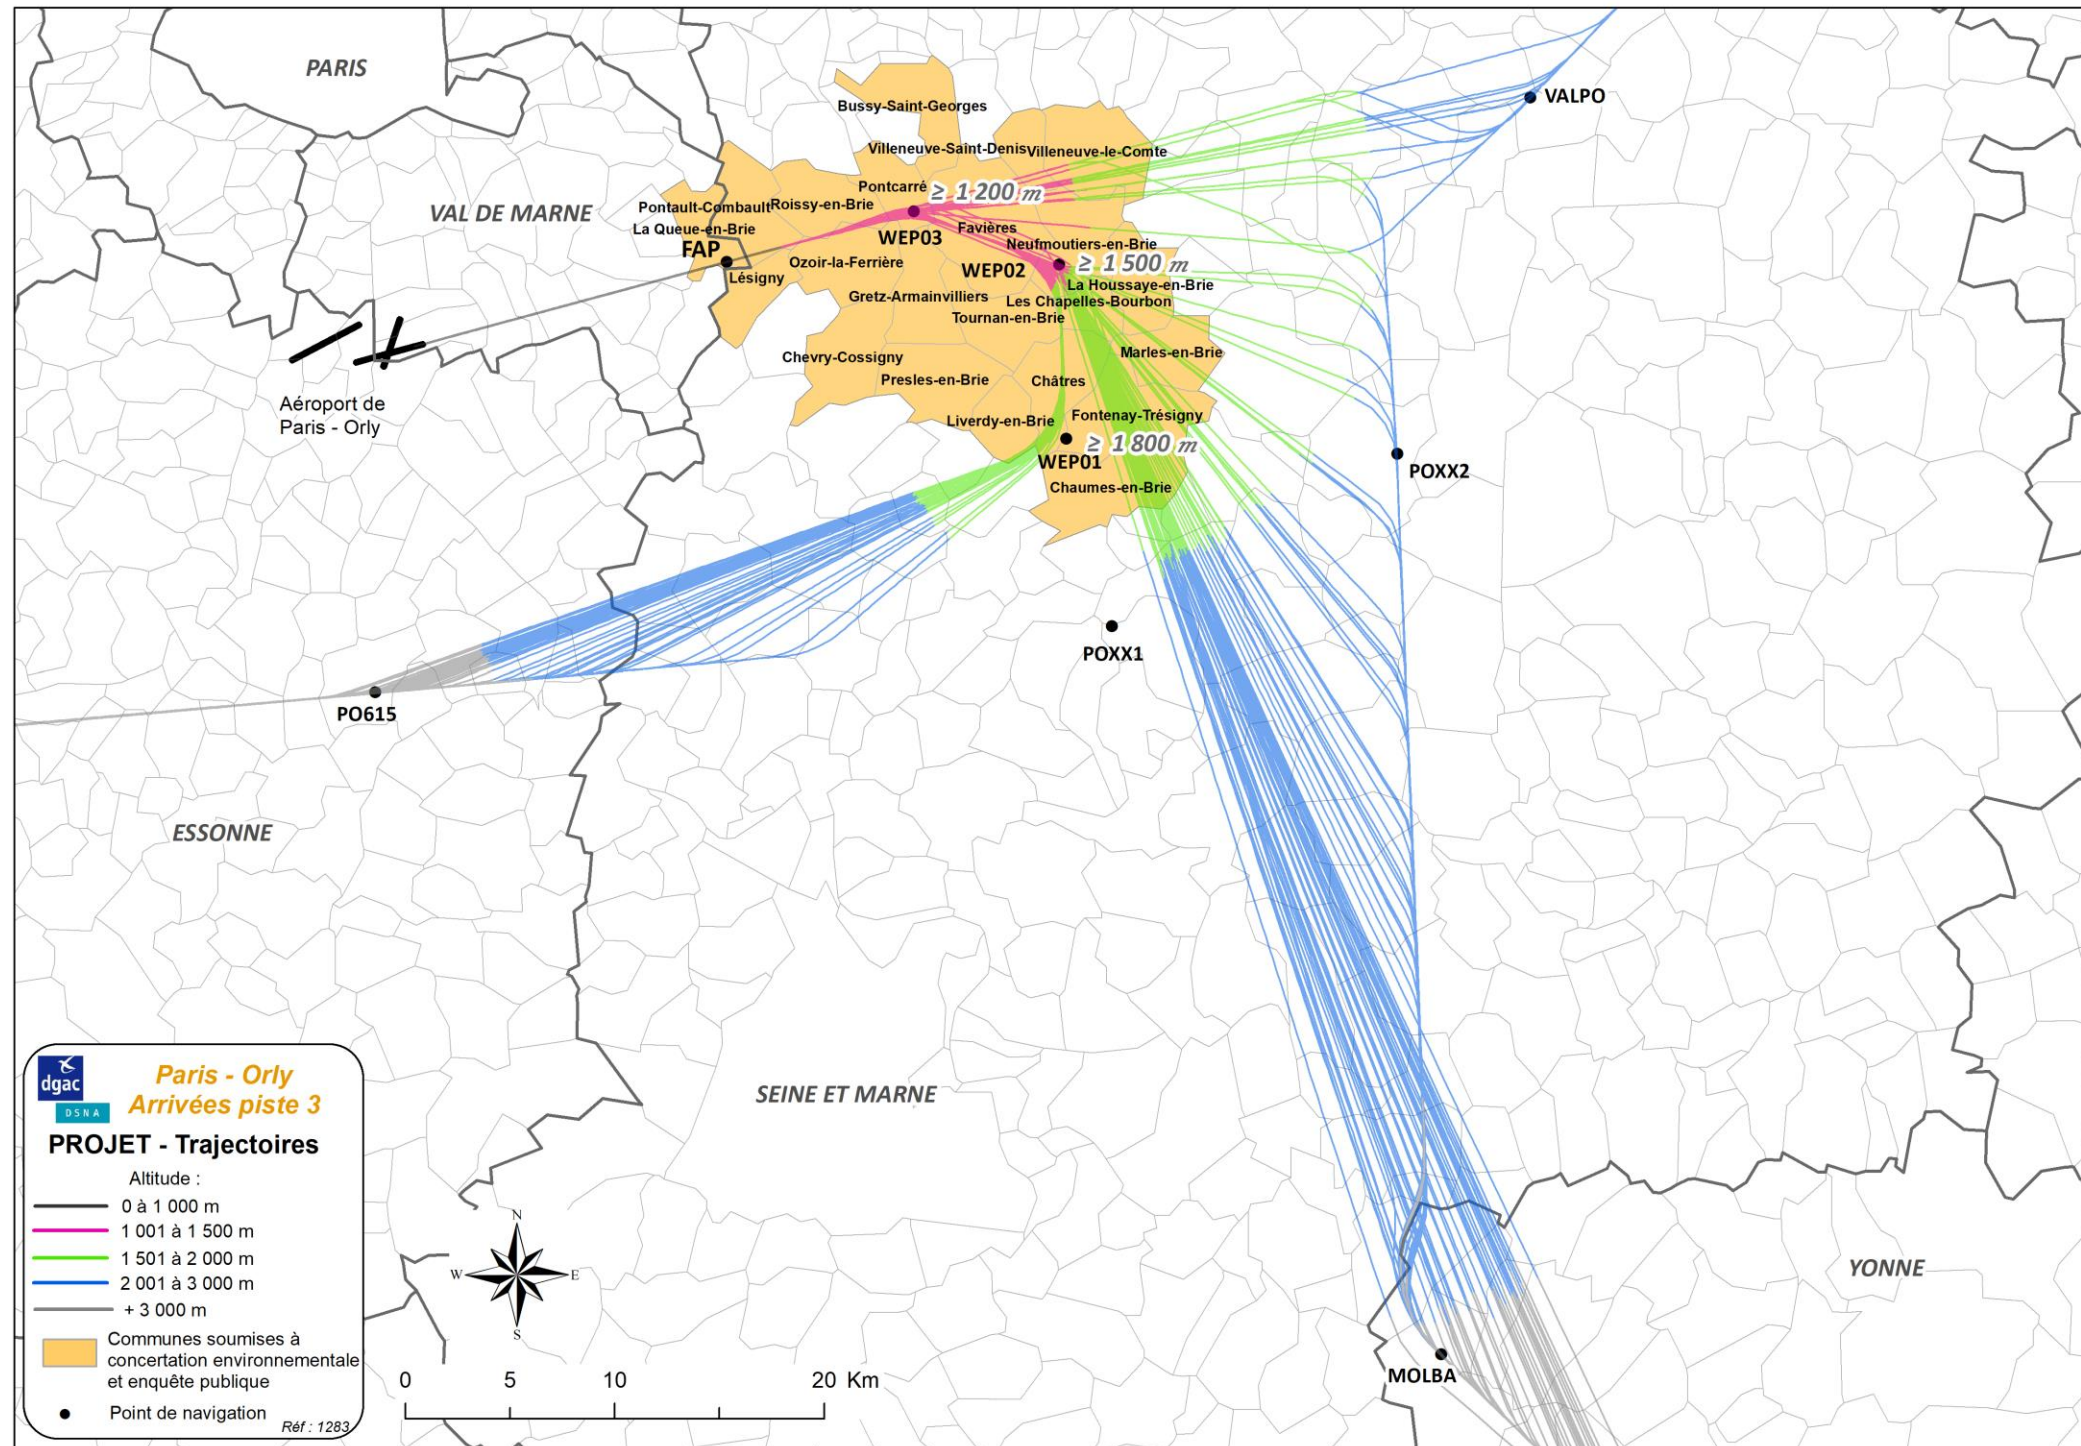 PARIS
VALPO
Bussy-Saint-Georges
Villeneuve-Saint-Denis
Villeneuve-le-Comte
Pontcarré
≥ 1 200 m
VAL DE MARNE
Pontault-Combault
Roissy-en-Brie
La Queue-en-Brie
Favières
WEP03
FAP
Neufmoutiers-en-Brie
Ozoir-la-Ferrière
WEP02
≥ 1 500 m
Lésigny
La Houssaye-en-Brie
Gretz-Armainvilliers
Les Chapelles-Bourbon
Tournan-en-Brie
Chevry-Cossigny
Marles-en-Brie
Presles-en-Brie
Châtres
Aéroport de
Paris - Orly
Liverdy-en-Brie
Fontenay-Trésigny
≥ 1 800 m
WEP01
POXX2
Chaumes-en-Brie
POXX1
PO615
ESSONNE
SEINE ET MARNE
YONNE
MOLBA
dgac
DSNA
Paris - Orly
Arrivées piste 3
PROJET - Trajectoires
Altitude :
0 à 1 000 m
1 001 à 1 500 m
1 501 à 2 000 m
2 001 à 3 000 m
+ 3 000 m
Communes soumises à
concertation environnementale
et enquête publique
Point de navigation
Réf : 1283
N
W
E
S
0 5 10 20 Km